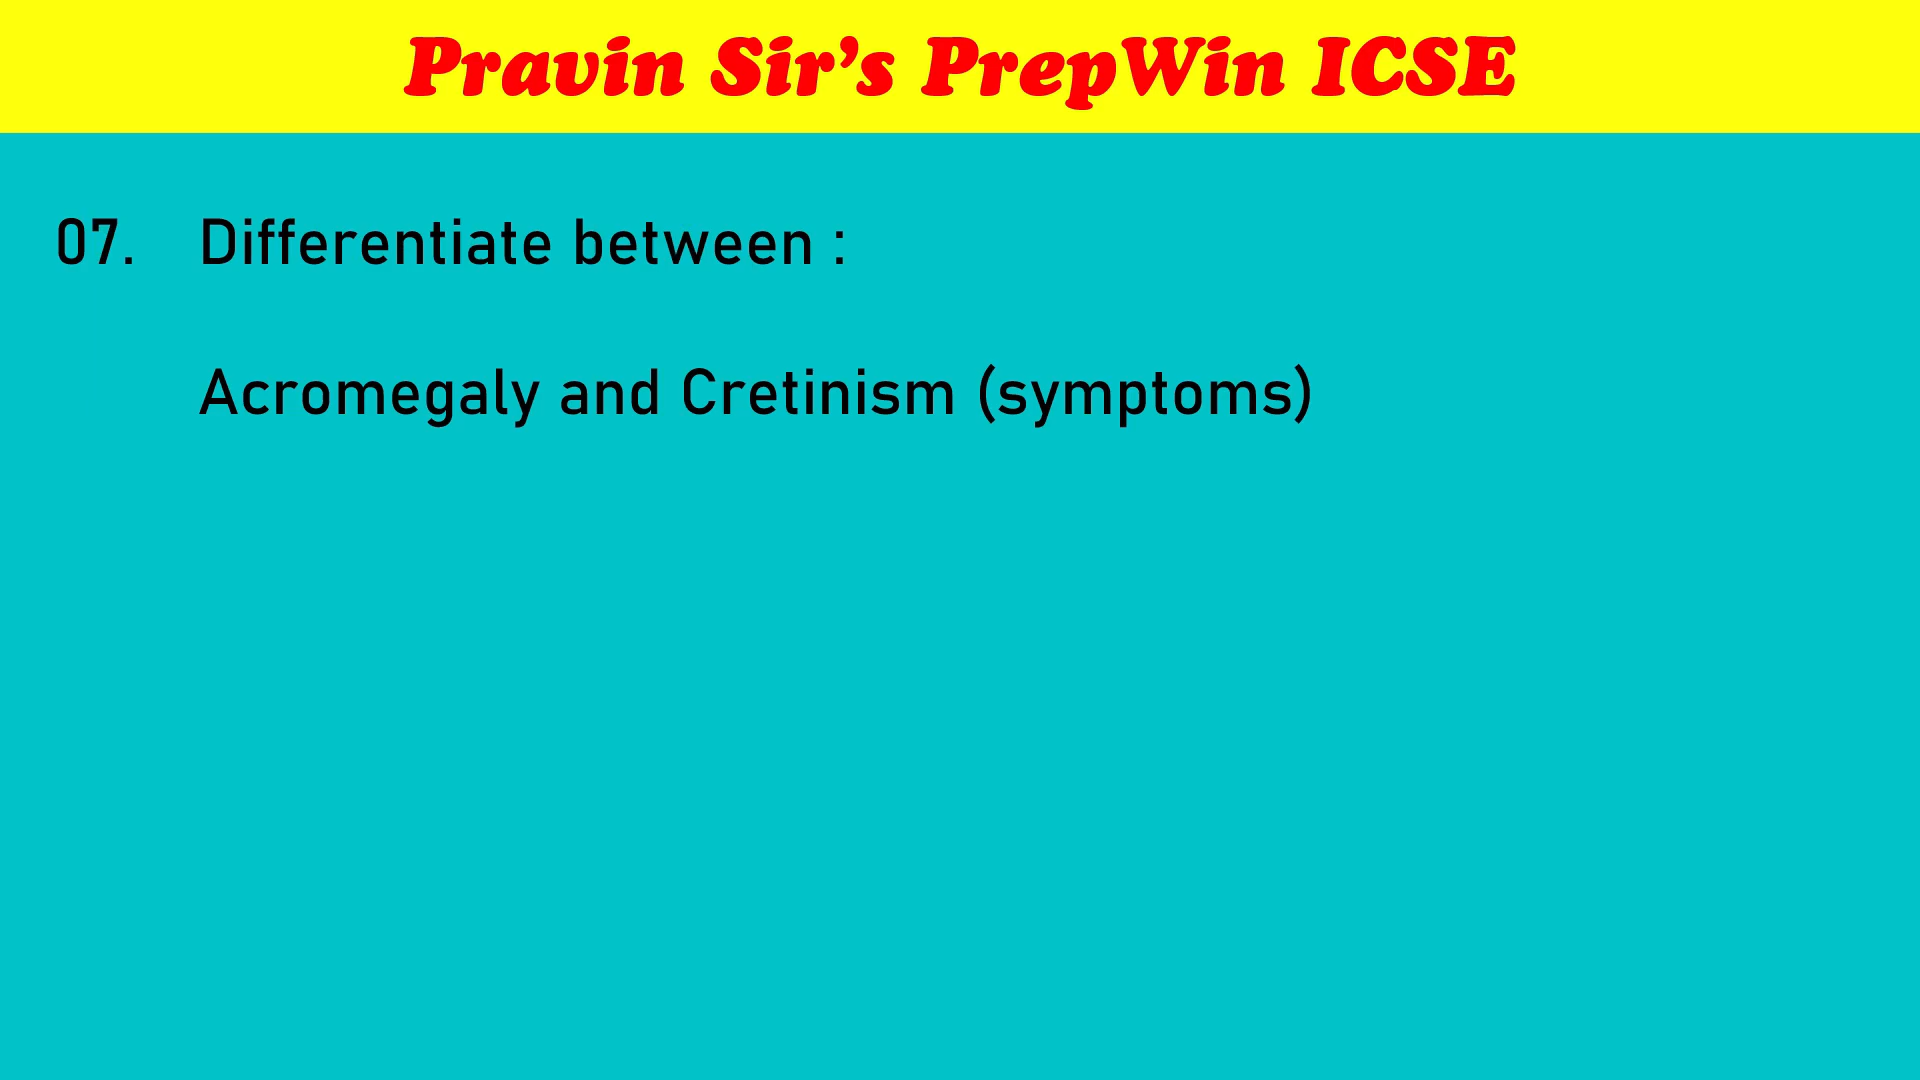 Pravin Sir’s PrepWin ICSE
07. Differentiate between :
Acromegaly and Cretinism (symptoms)